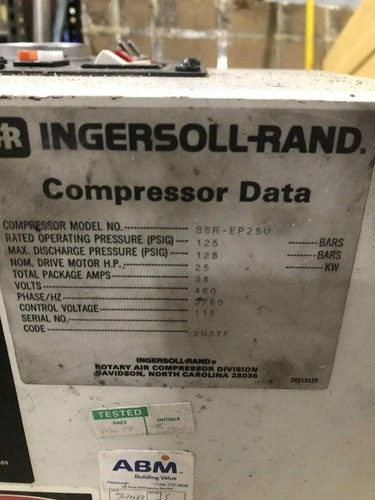 IR INGERSOLL-RAND®
Compressor Data
COMPRESSOR MODEL NO. SSR-EP25U
RATED OPERATING PRESSURE (PSIG) 125 BARS
MAX. DISCHARGE PRESSURE (PSIG) 128 BARS
NOM. DRIVE MOTOR H.P. 25 KW
TOTAL PACKAGE AMPS 34
VOLTS 460
PHASE/HZ 3/60
CONTROL VOLTAGE 115
SERIAL NO.
CODE 2U37F
INGERSOLL-RAND®
ROTARY AIR COMPRESSOR DIVISION
DAVIDSON, NORTH CAROLINA 28036
TESTED
DATE INITIALS
ABM
Building Value